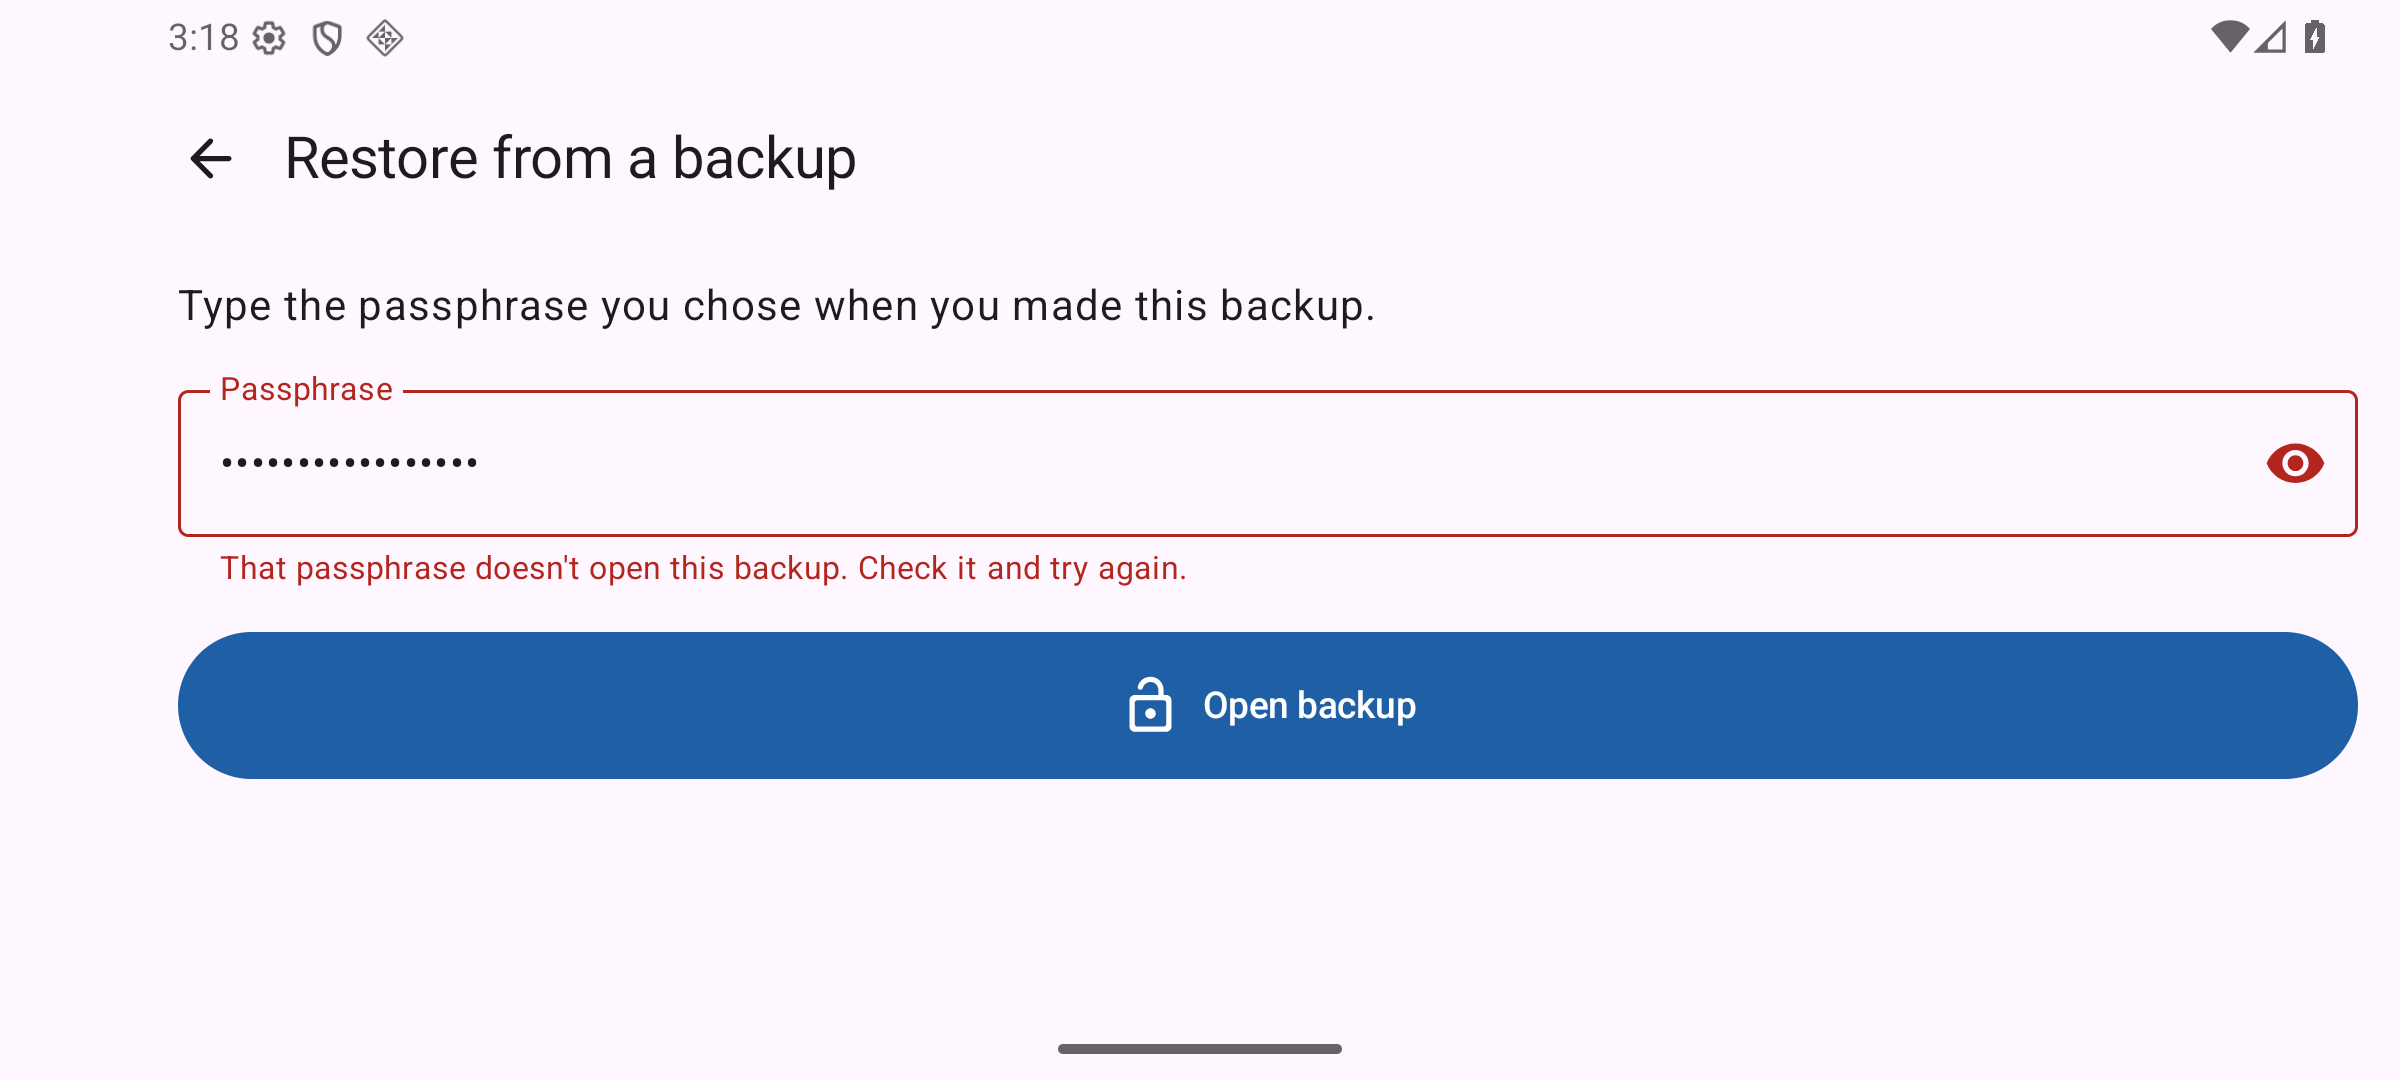 3:18
Restore from a backup
Type the passphrase you chose when you made this backup.
Passphrase
•••••••••••••••••
That passphrase doesn't open this backup. Check it and try again.
Open backup